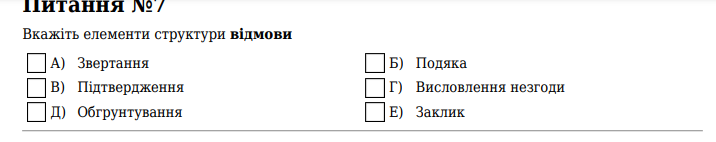 Питання №7
Вкажіть елементи структури відмови
А) Звертання Б) Подяка
В) Підтвердження Г) Висловлення незгоди
Д) Обгрунтування Е) Заклик